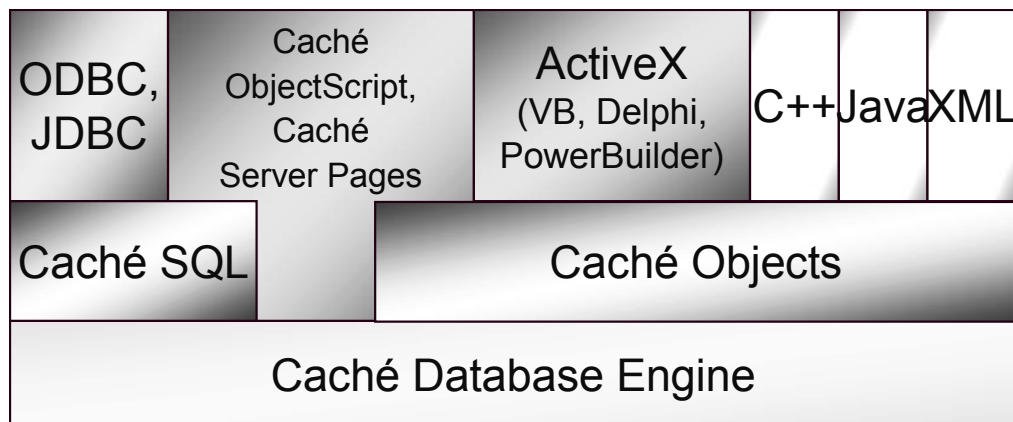 ODBC,
JDBC
Caché
ObjectScript,
Caché
Server Pages
ActiveX
(VB, Delphi,
PowerBuilder)
C++
Java
XML
Caché SQL
Caché Objects
Caché Database Engine